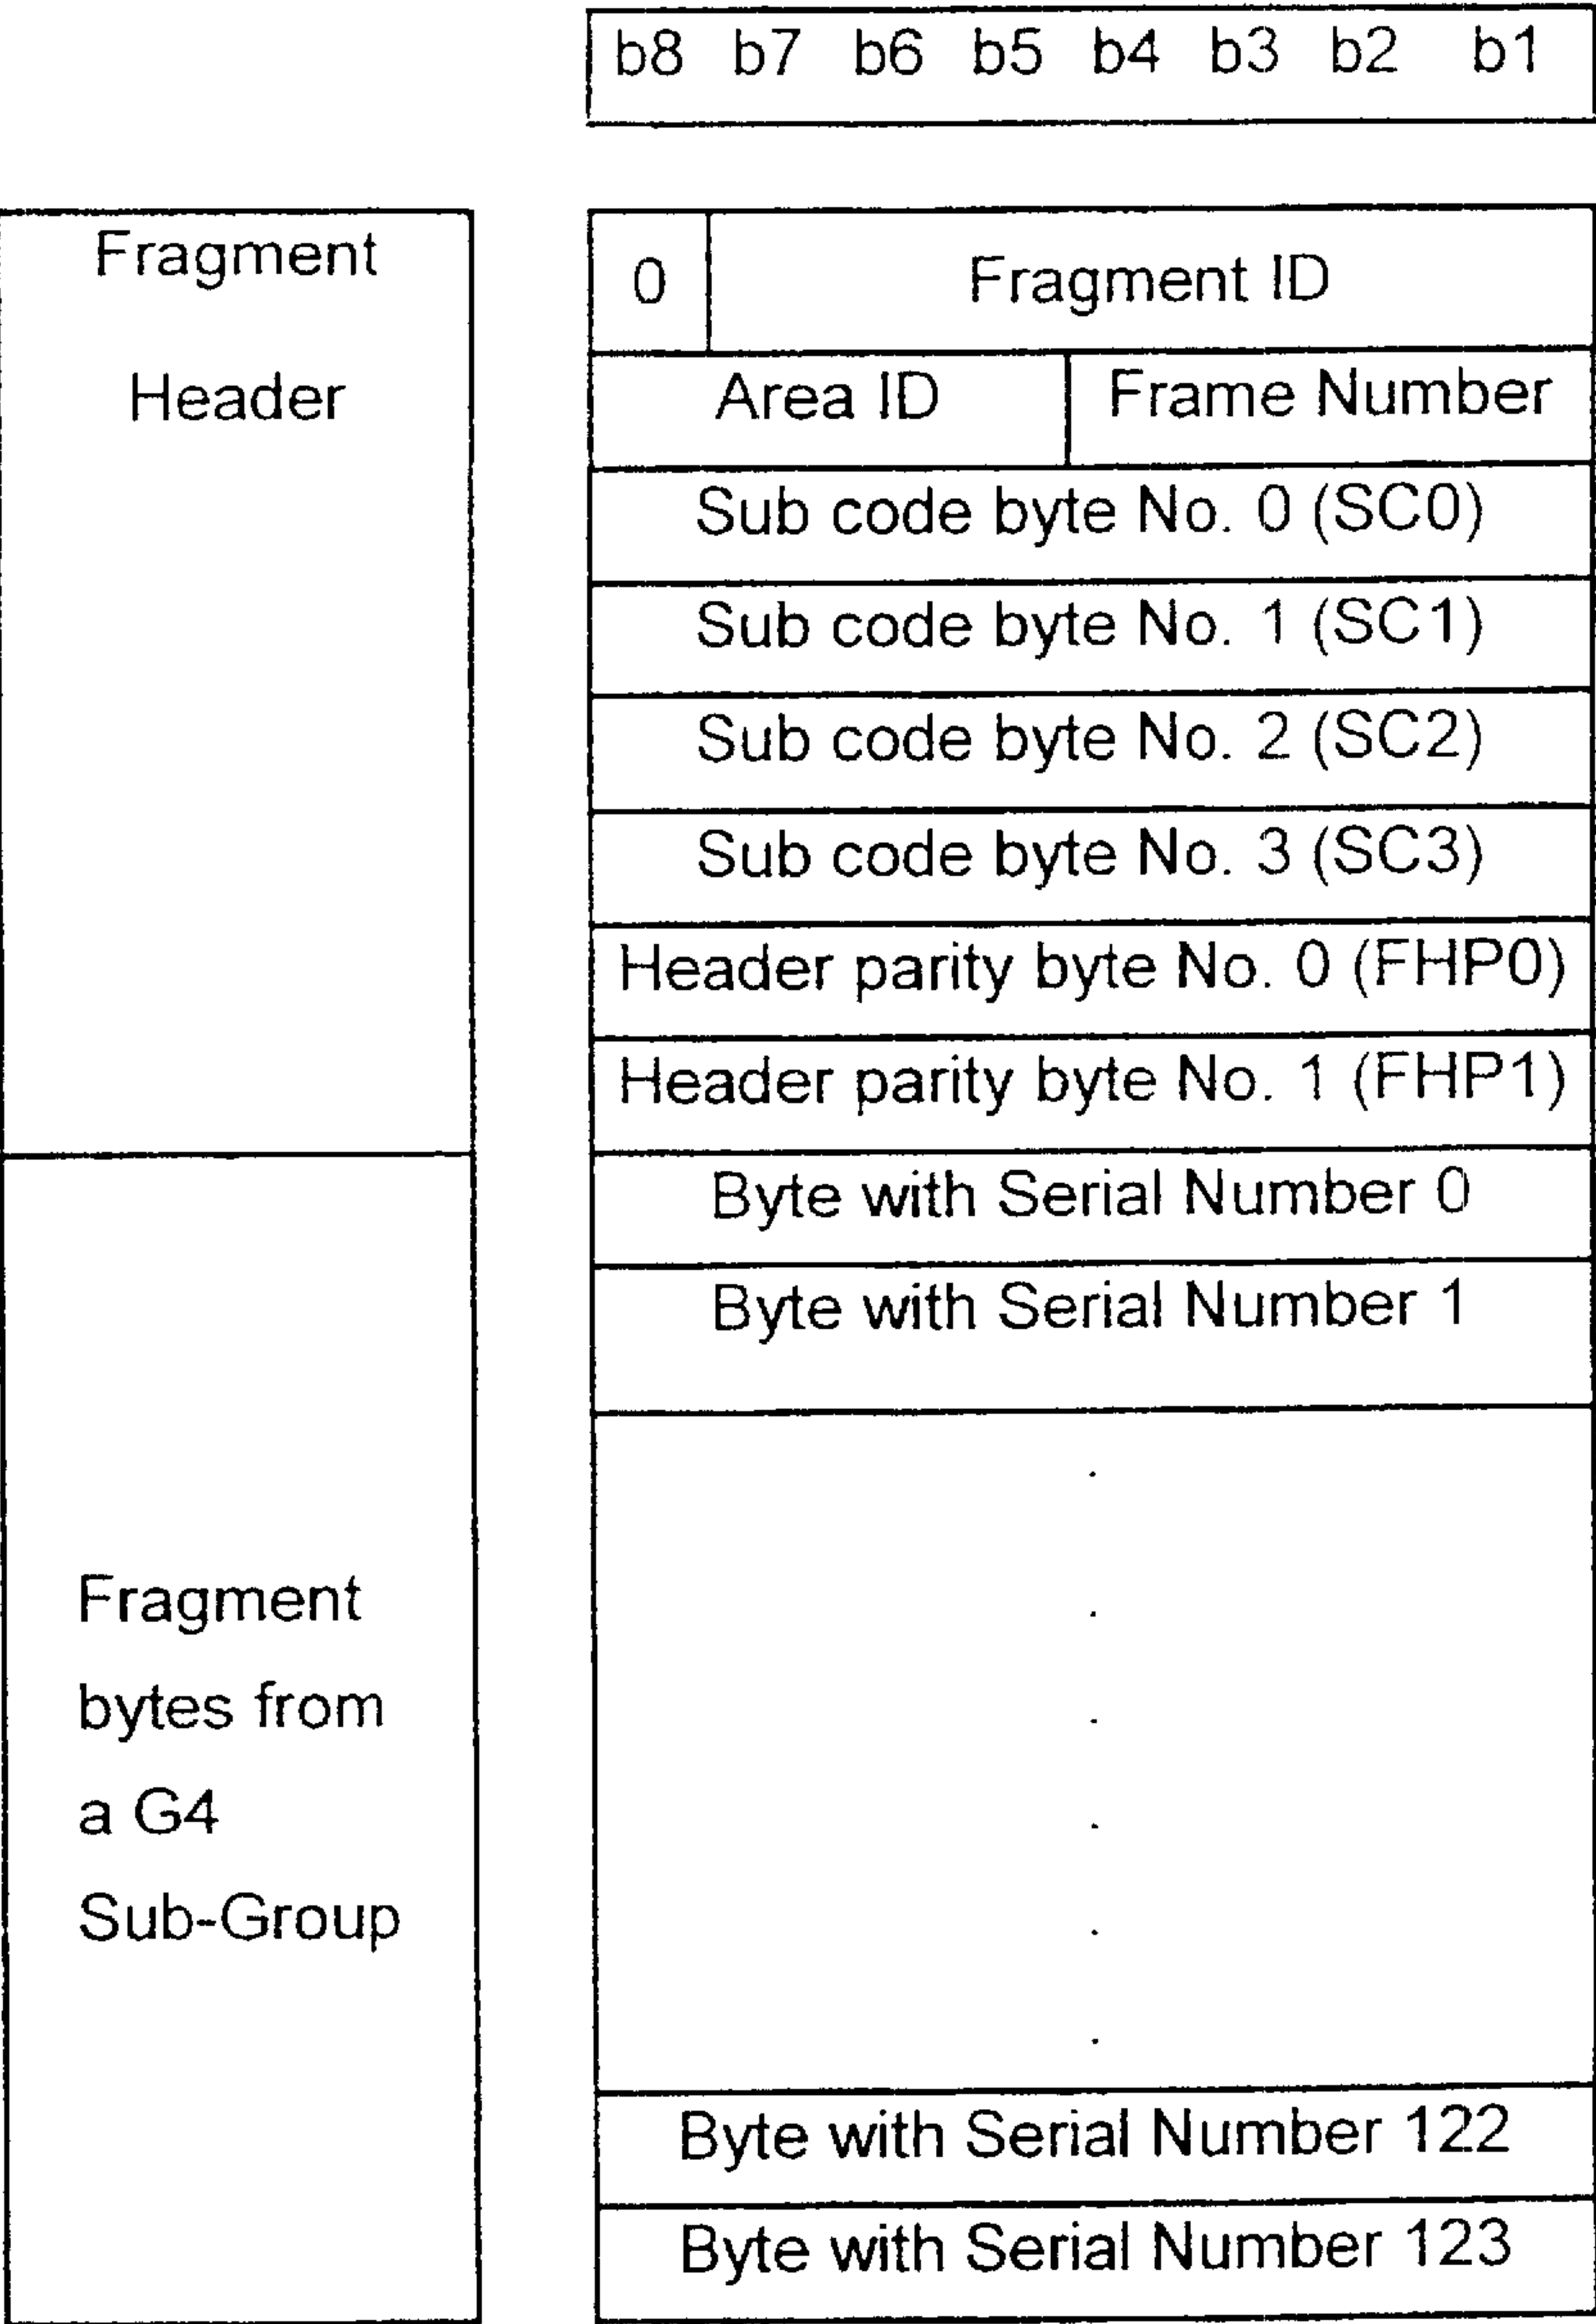 b8 b7 b6 b5 b4 b3 b2 b1
Fragment
Header
0 Fragment ID
Area ID Frame Number
Sub code byte No. 0 (SC0)
Sub code byte No. 1 (SC1)
Sub code byte No. 2 (SC2)
Sub code byte No. 3 (SC3)
Header parity byte No. 0 (FHP0)
Header parity byte No. 1 (FHP1)
Fragment
bytes from
a G4
Sub-Group
Byte with Serial Number 0
Byte with Serial Number 1
.
.
.
.
.
.
Byte with Serial Number 122
Byte with Serial Number 123